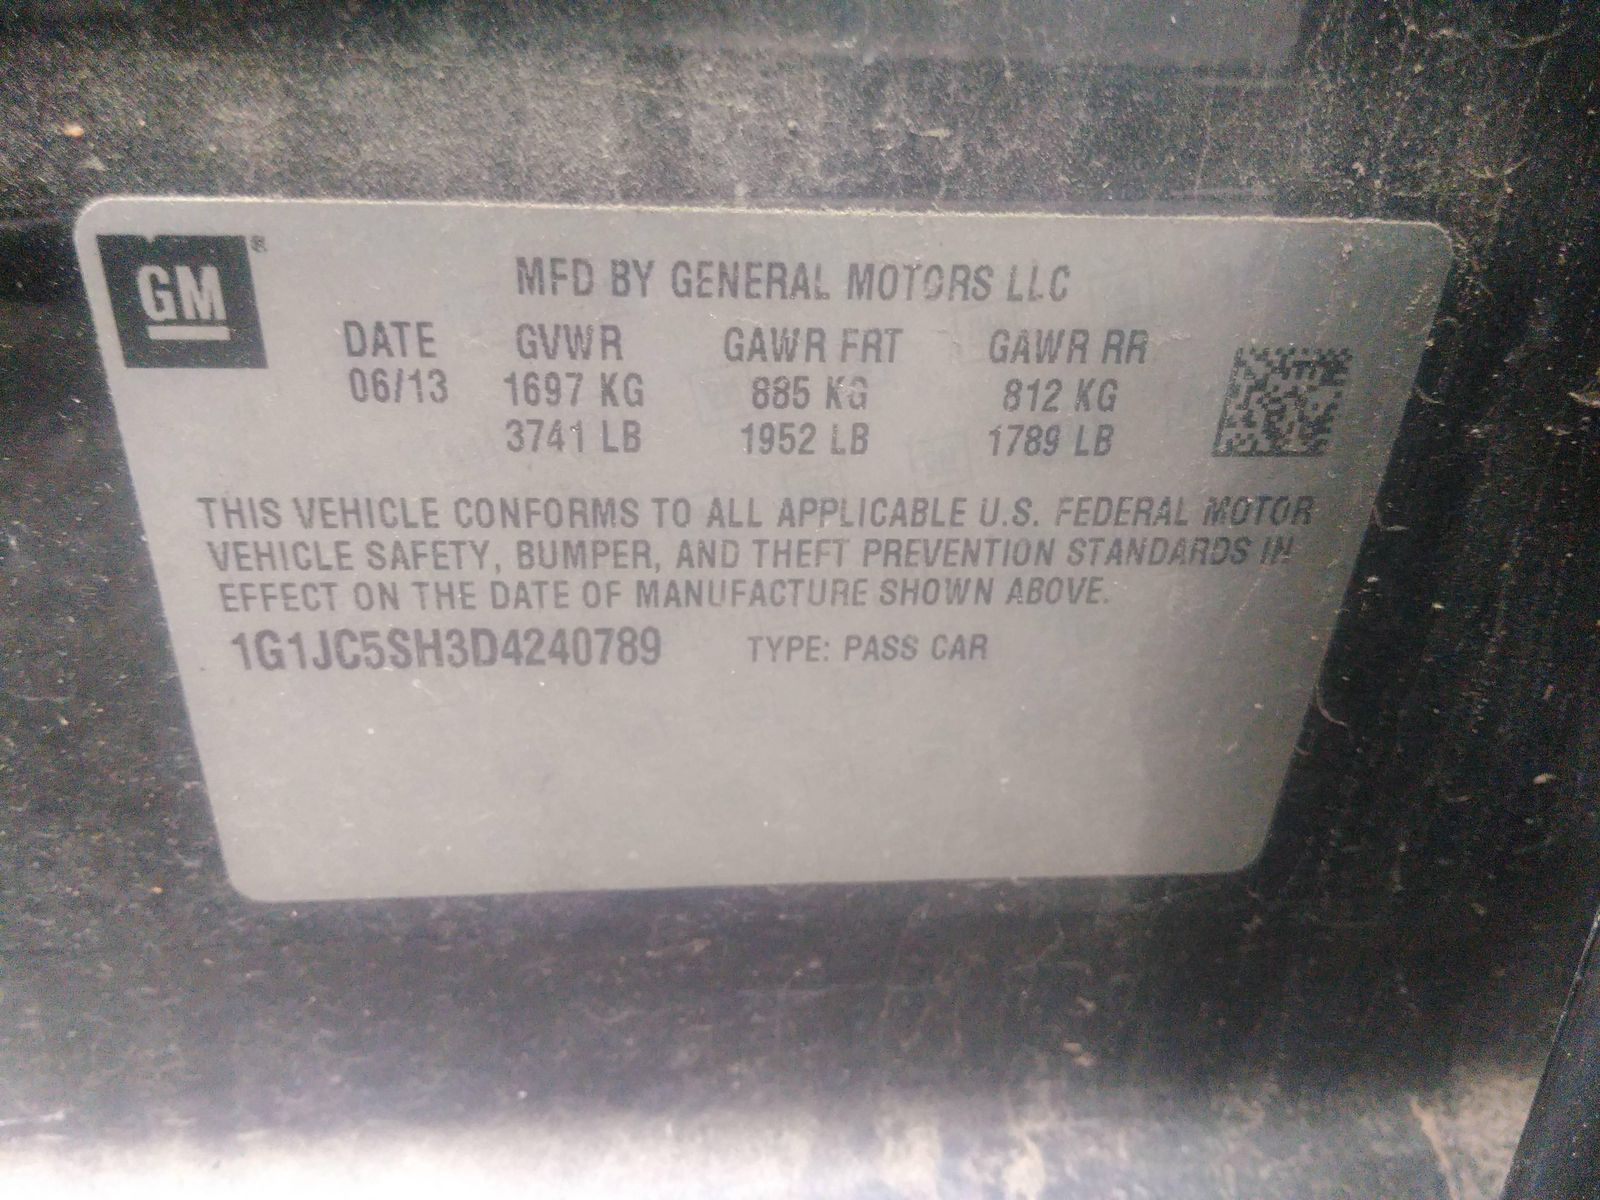 GM®
MFD BY GENERAL MOTORS LLC
DATE GVWR GAWR FRT GAWR RR
06/13 1697 KG 885 KG 812 KG
3741 LB 1952 LB 1789 LB
THIS VEHICLE CONFORMS TO ALL APPLICABLE U.S. FEDERAL MOTOR
VEHICLE SAFETY, BUMPER, AND THEFT PREVENTION STANDARDS IN
EFFECT ON THE DATE OF MANUFACTURE SHOWN ABOVE.
1G1JC5SH3D4240789 TYPE: PASS CAR